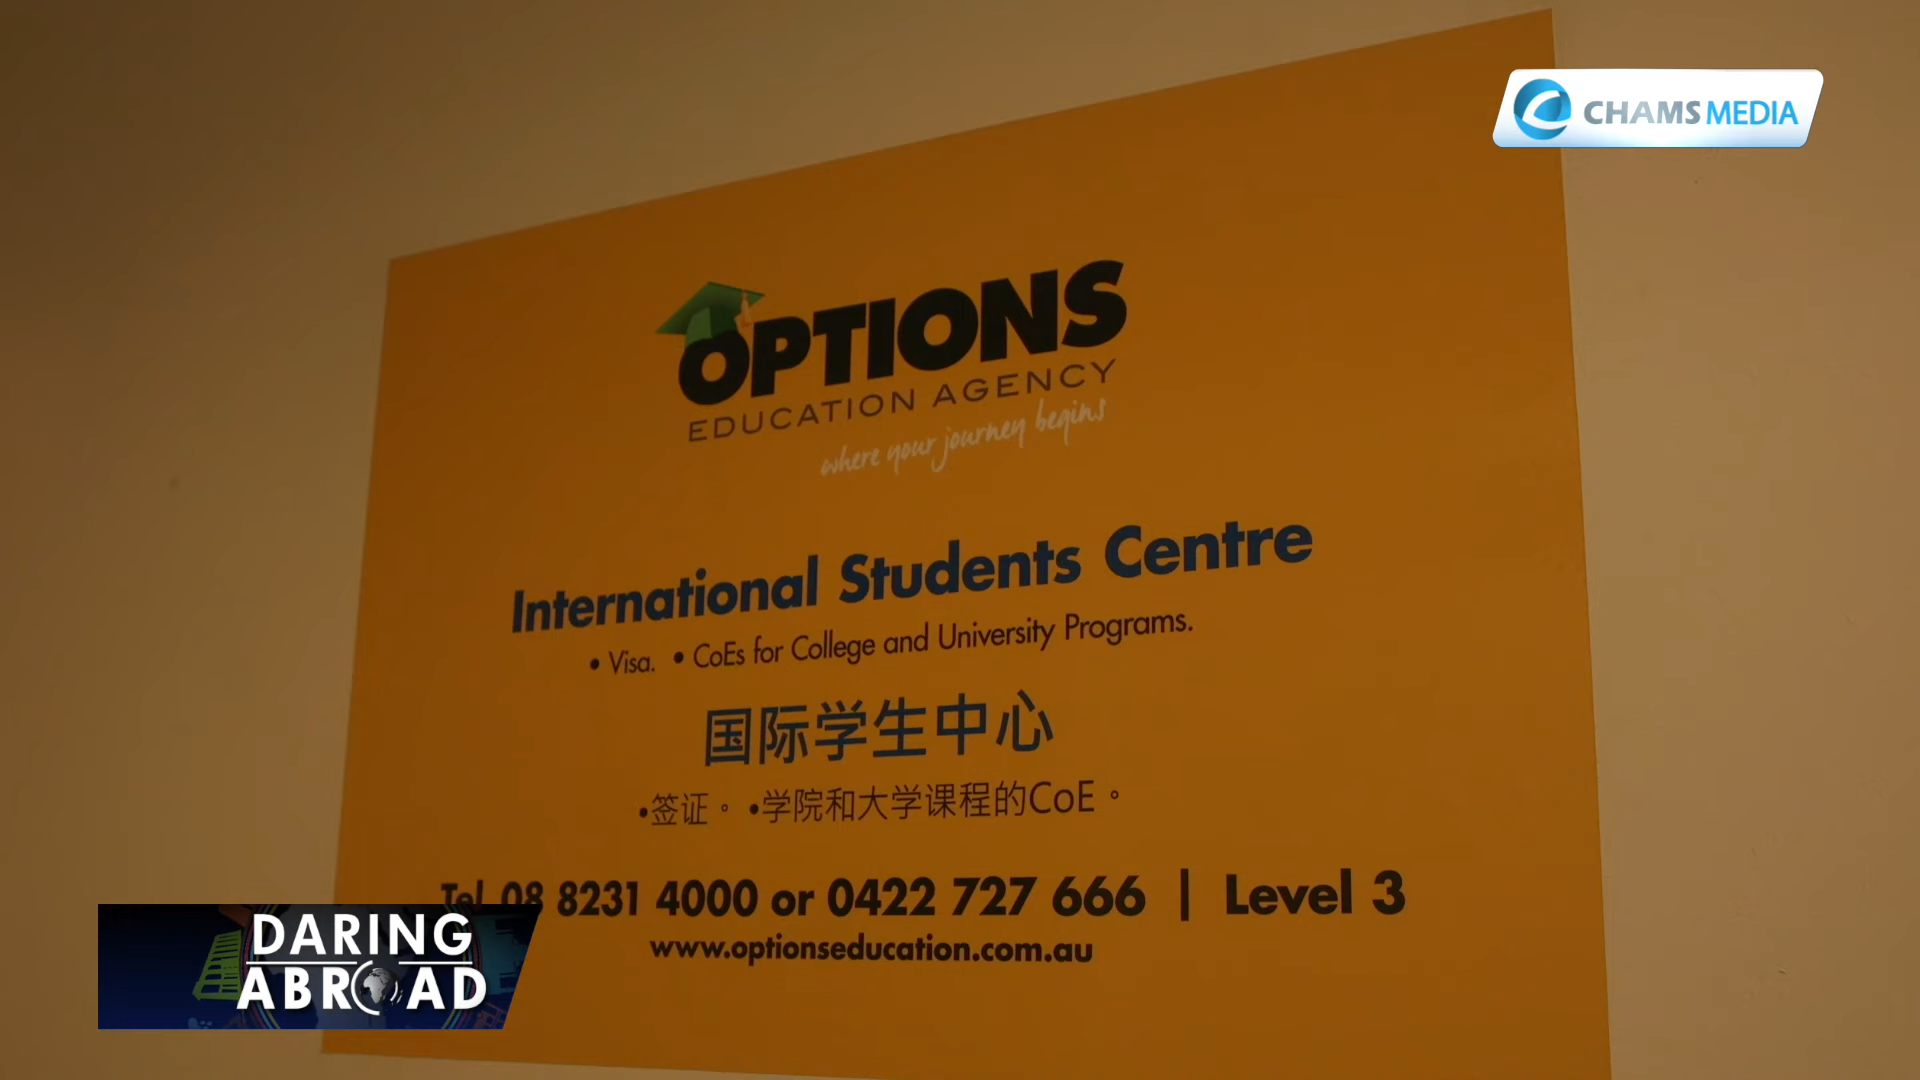 CHAMS MEDIA
OPTIONS
EDUCATION AGENCY
where your journey begins
International Students Centre
• Visa. • CoEs for College and University Programs.
国际学生中心
•签证。 •学院和大学课程的CoE。
Tel 08 8231 4000 or 0422 727 666 | Level 3
www.optionseducation.com.au
DARING
ABROAD